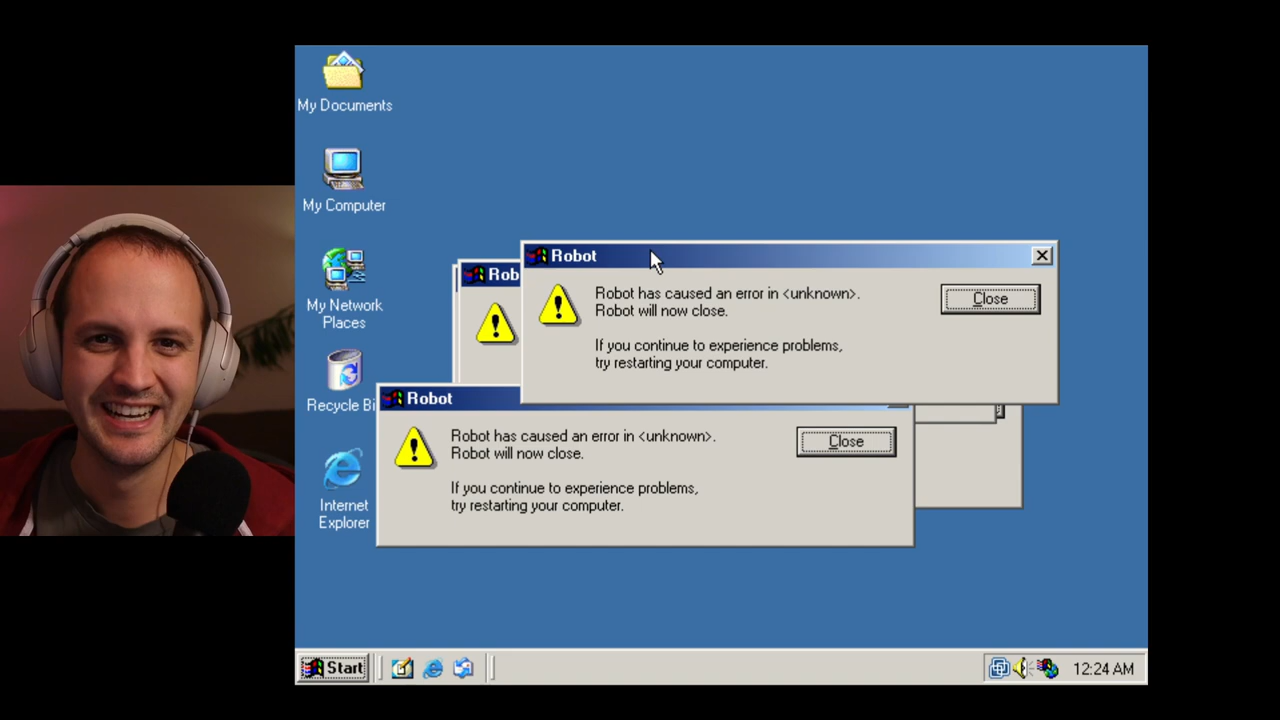 My Documents
My Computer
My Network
Places
Recycle Bi
Internet
Explorer
Robot
Robot has caused an error in <unknown>.
Robot will now close.
If you continue to experience problems,
try restarting your computer.
Close
Rob
Robot
Robot has caused an error in <unknown>.
Robot will now close.
If you continue to experience problems,
try restarting your computer.
Close
Start
12:24 AM